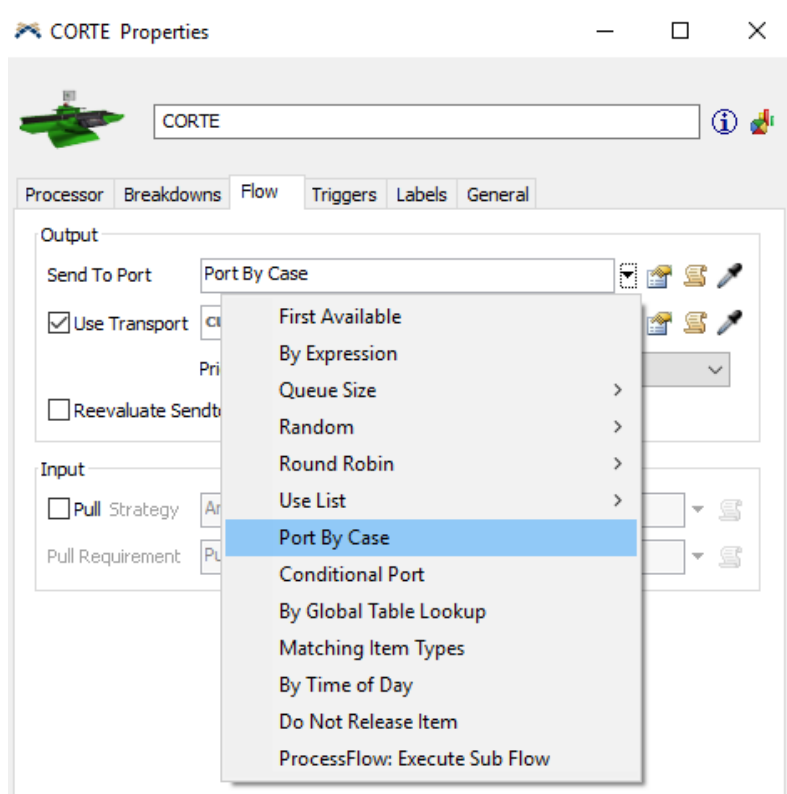 CORTE Properties
CORTE
Processor Breakdowns Flow Triggers Labels General
Output
Send To Port Port By Case
Use Transport
First Available
By Expression
Queue Size
Random
Round Robin
Use List
Port By Case
Conditional Port
By Global Table Lookup
Matching Item Types
By Time of Day
Do Not Release Item
ProcessFlow: Execute Sub Flow
Input
Pull Strategy
Pull Requirement